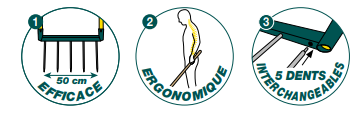 1
50 cm
EFFICACE
2
ERGONOMIQUE
3
5 DENTS
INTERCHANGEABLES